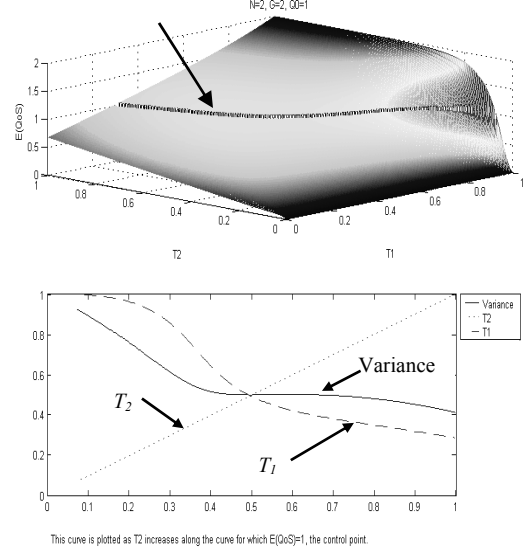 N=2, G=2, Q0=1
2
1.5
1
0.5
0
E(QoS)
1
0.8
0.6
0.4
0.2
0
T2
0
0.2
0.4
0.6
0.8
1
T1
1
0.8
0.6
0.4
0.2
0
0 0.1 0.2 0.3 0.4 0.5 0.6 0.7 0.8 0.9 1
Variance
T2
T1
Variance
T2
T1
This curve is plotted as T2 increases along the curve for which E(QoS)=1, the control point.